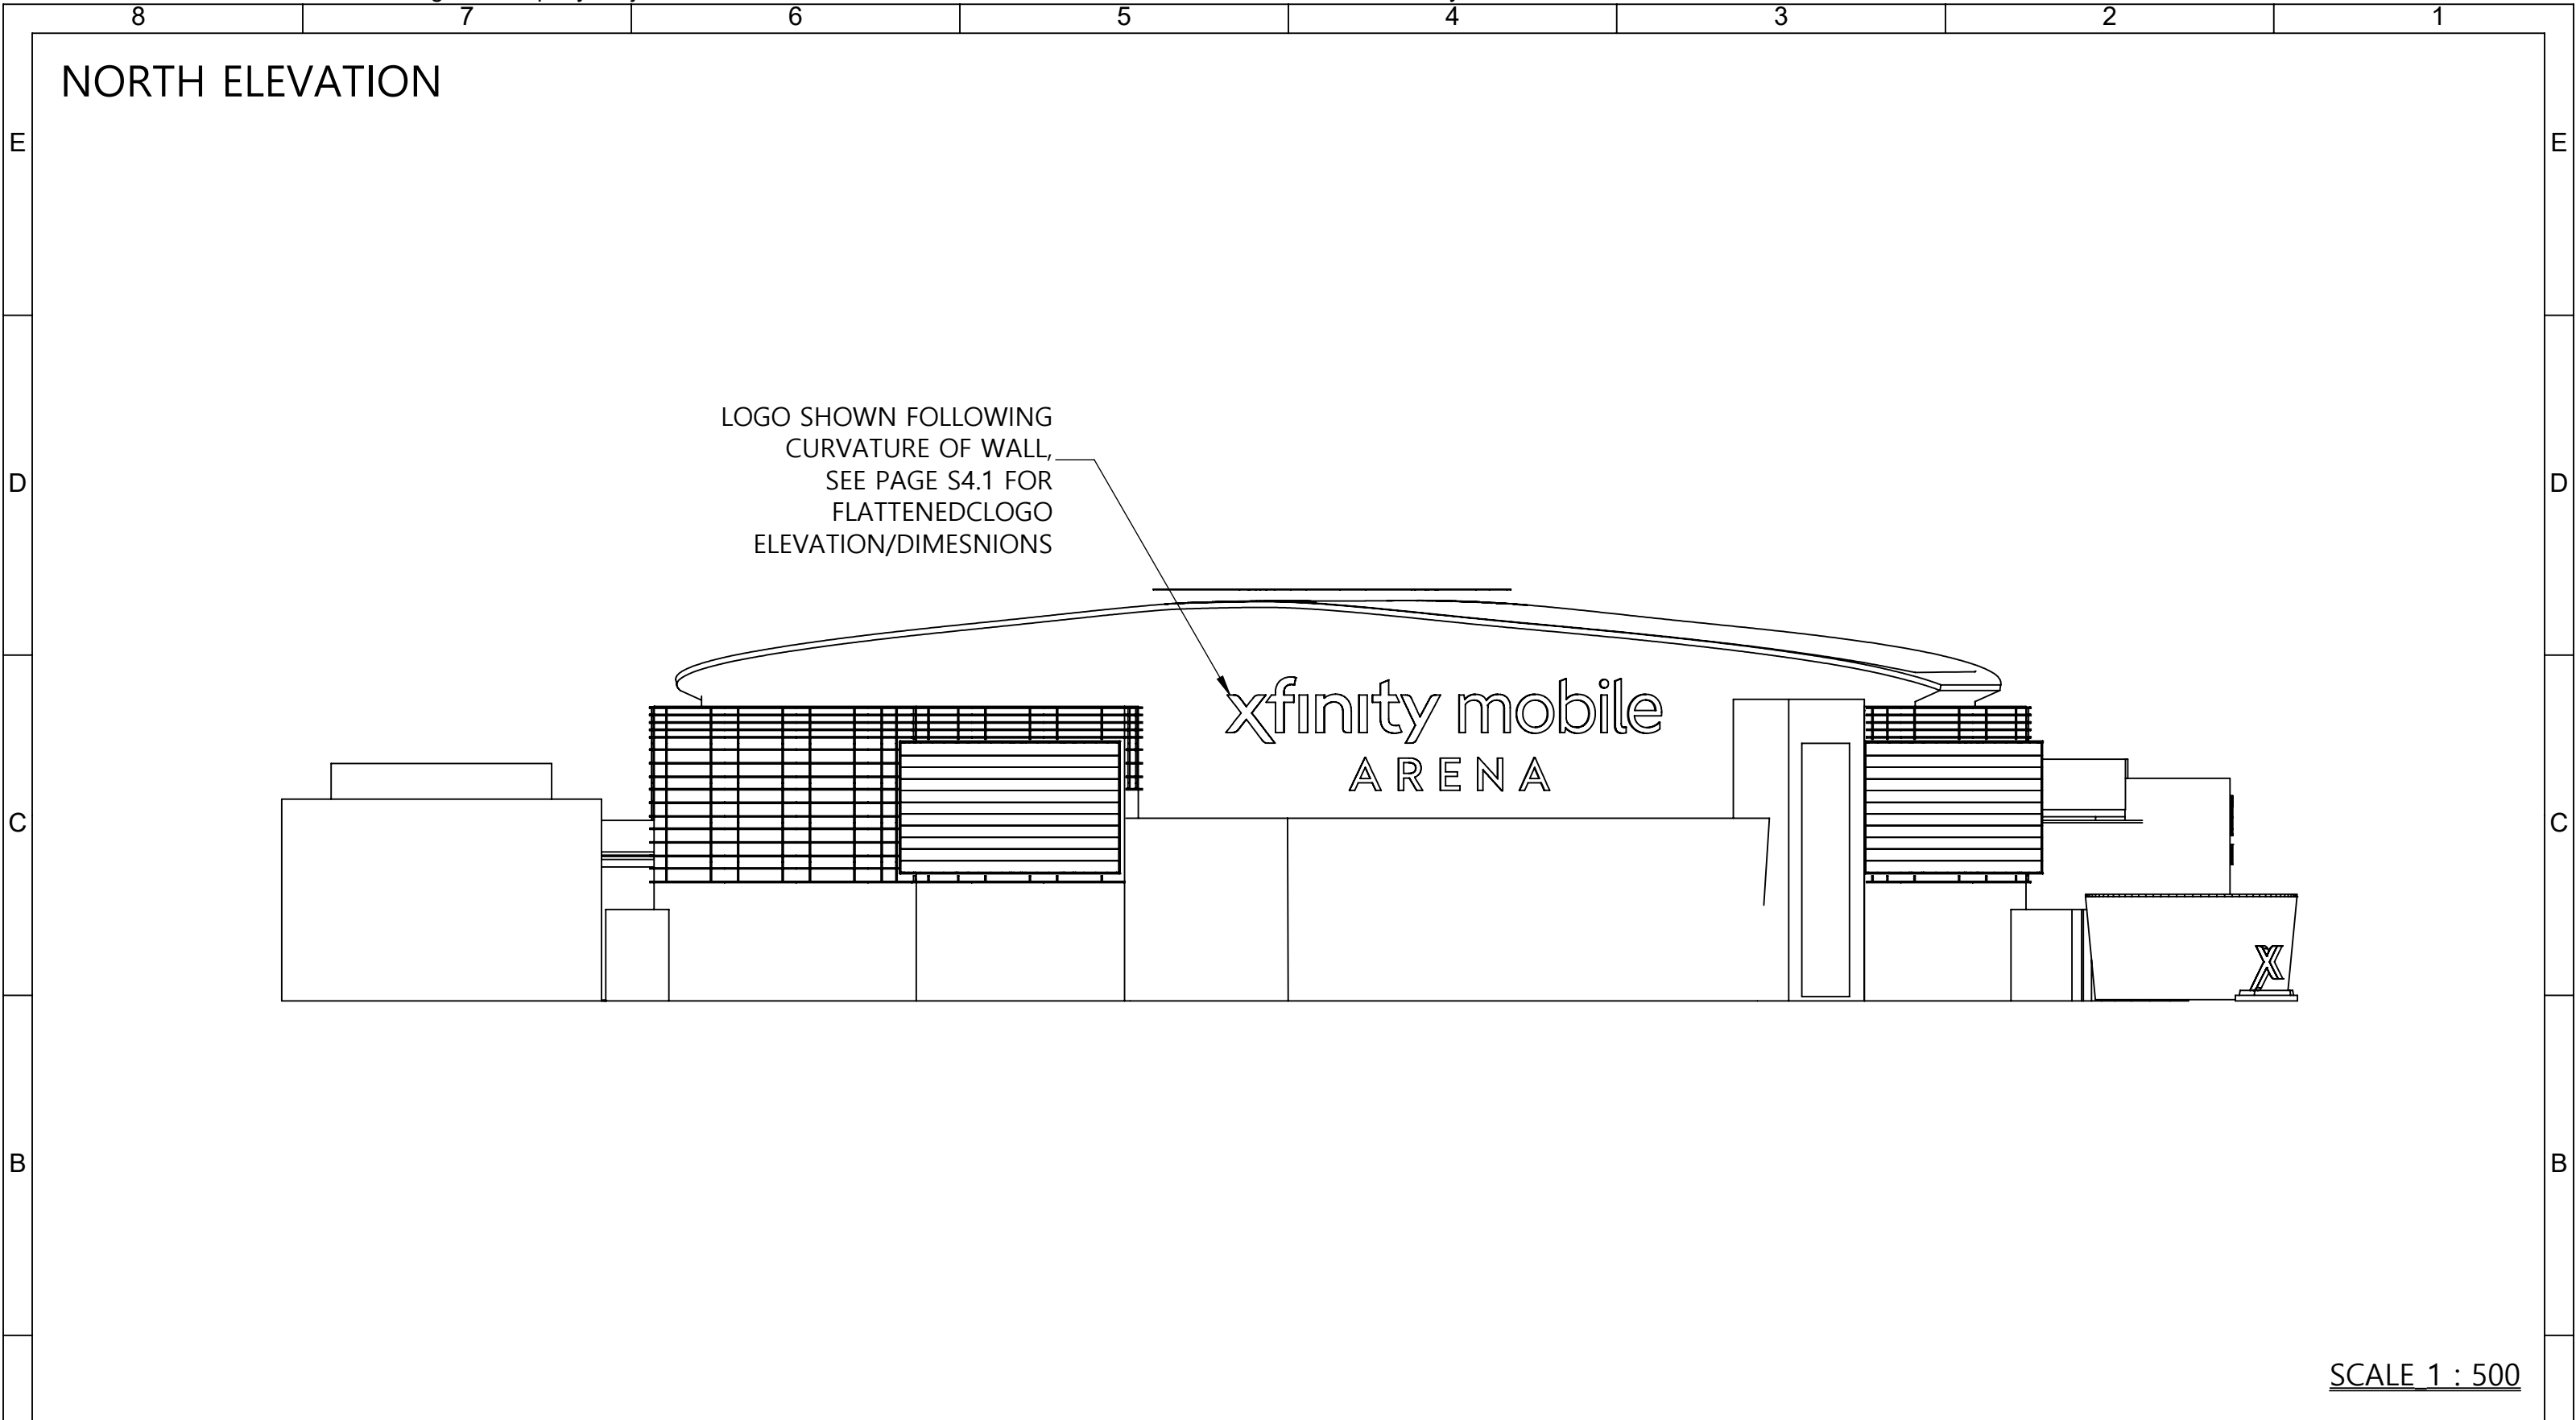 8 7 6 5 4 3 2 1
NORTH ELEVATION
E E
LOGO SHOWN FOLLOWING
CURVATURE OF WALL,
SEE PAGE S4.1 FOR
FLATTENEDCLOGO
ELEVATION/DIMESNIONS
D D
xfinity mobile
ARENA
C C
X
B B
SCALE 1 : 500